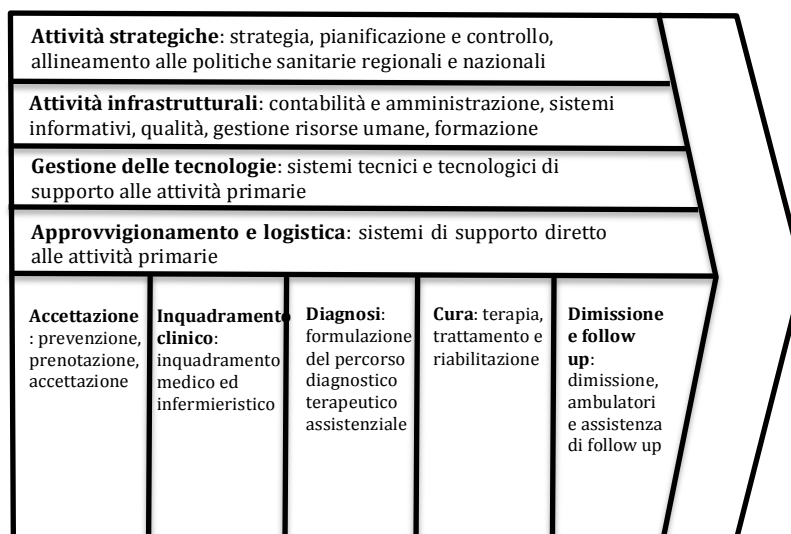 Attività strategiche: strategia, pianificazione e controllo,
allineamento alle politiche sanitarie regionali e nazionali
Attività infrastrutturali: contabilità e amministrazione, sistemi
informativi, qualità, gestione risorse umane, formazione
Gestione delle tecnologie: sistemi tecnici e tecnologici di
supporto alle attività primarie
Approvvigionamento e logistica: sistemi di supporto diretto
alle attività primarie
Accettazione
: prevenzione,
prenotazione,
accettazione
Inquadramento
clinico:
inquadramento
medico ed
infermieristico
Diagnosi:
formulazione
del percorso
diagnostico
terapeutico
assistenziale
Cura: terapia,
trattamento e
riabilitazione
Dimissione
e follow
up:
dimissione,
ambulatori
e assistenza
di follow up